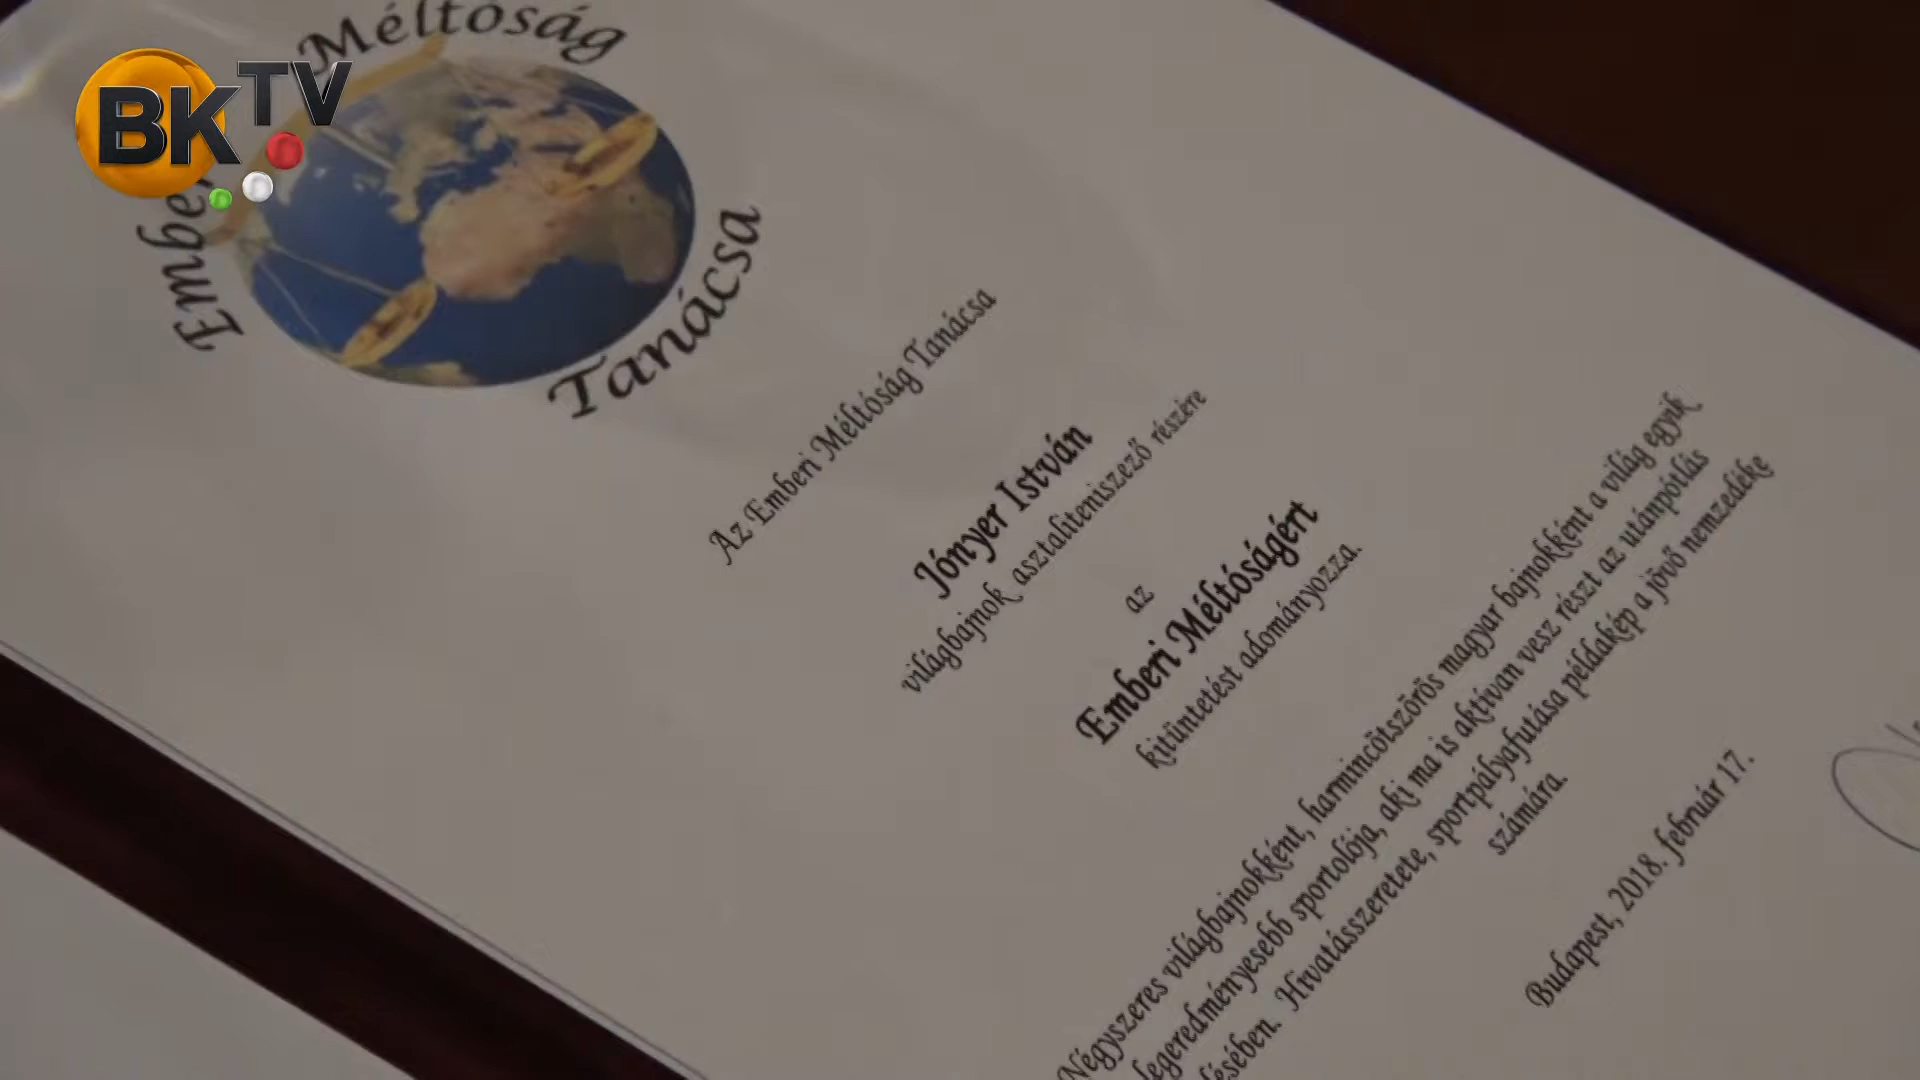 BKTV
Emberi Méltóság
Tanácsa
Az Emberi Méltóság Tanácsa
Jónyer István
világbajnok asztaliteniszező részére
az
Emberi Méltóságért
kitüntetést adományozza.
Négyszeres világbajnokként, harmincötszörös magyar bajnokként a világ egyik
legeredményesebb sportolója, aki ma is aktívan vesz részt az utánpótlás
Hivatásszeretete, sportpályafutása példakép a jövő nemzedéke
számára.
Budapest, 2018. február 17.